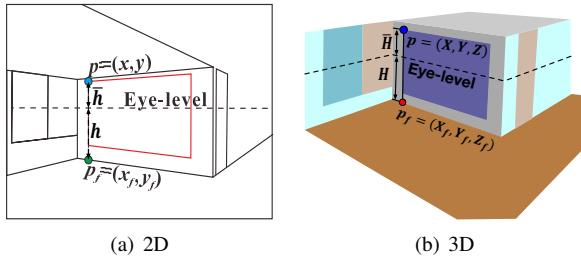 p=(x,y)
h̅
Eye-level
h
p_f=(x_f,y_f)
(a) 2D
H̅
p = (X,Y,Z)
H
Eye-level
p_f = (X_f,Y_f,Z_f)
(b) 3D